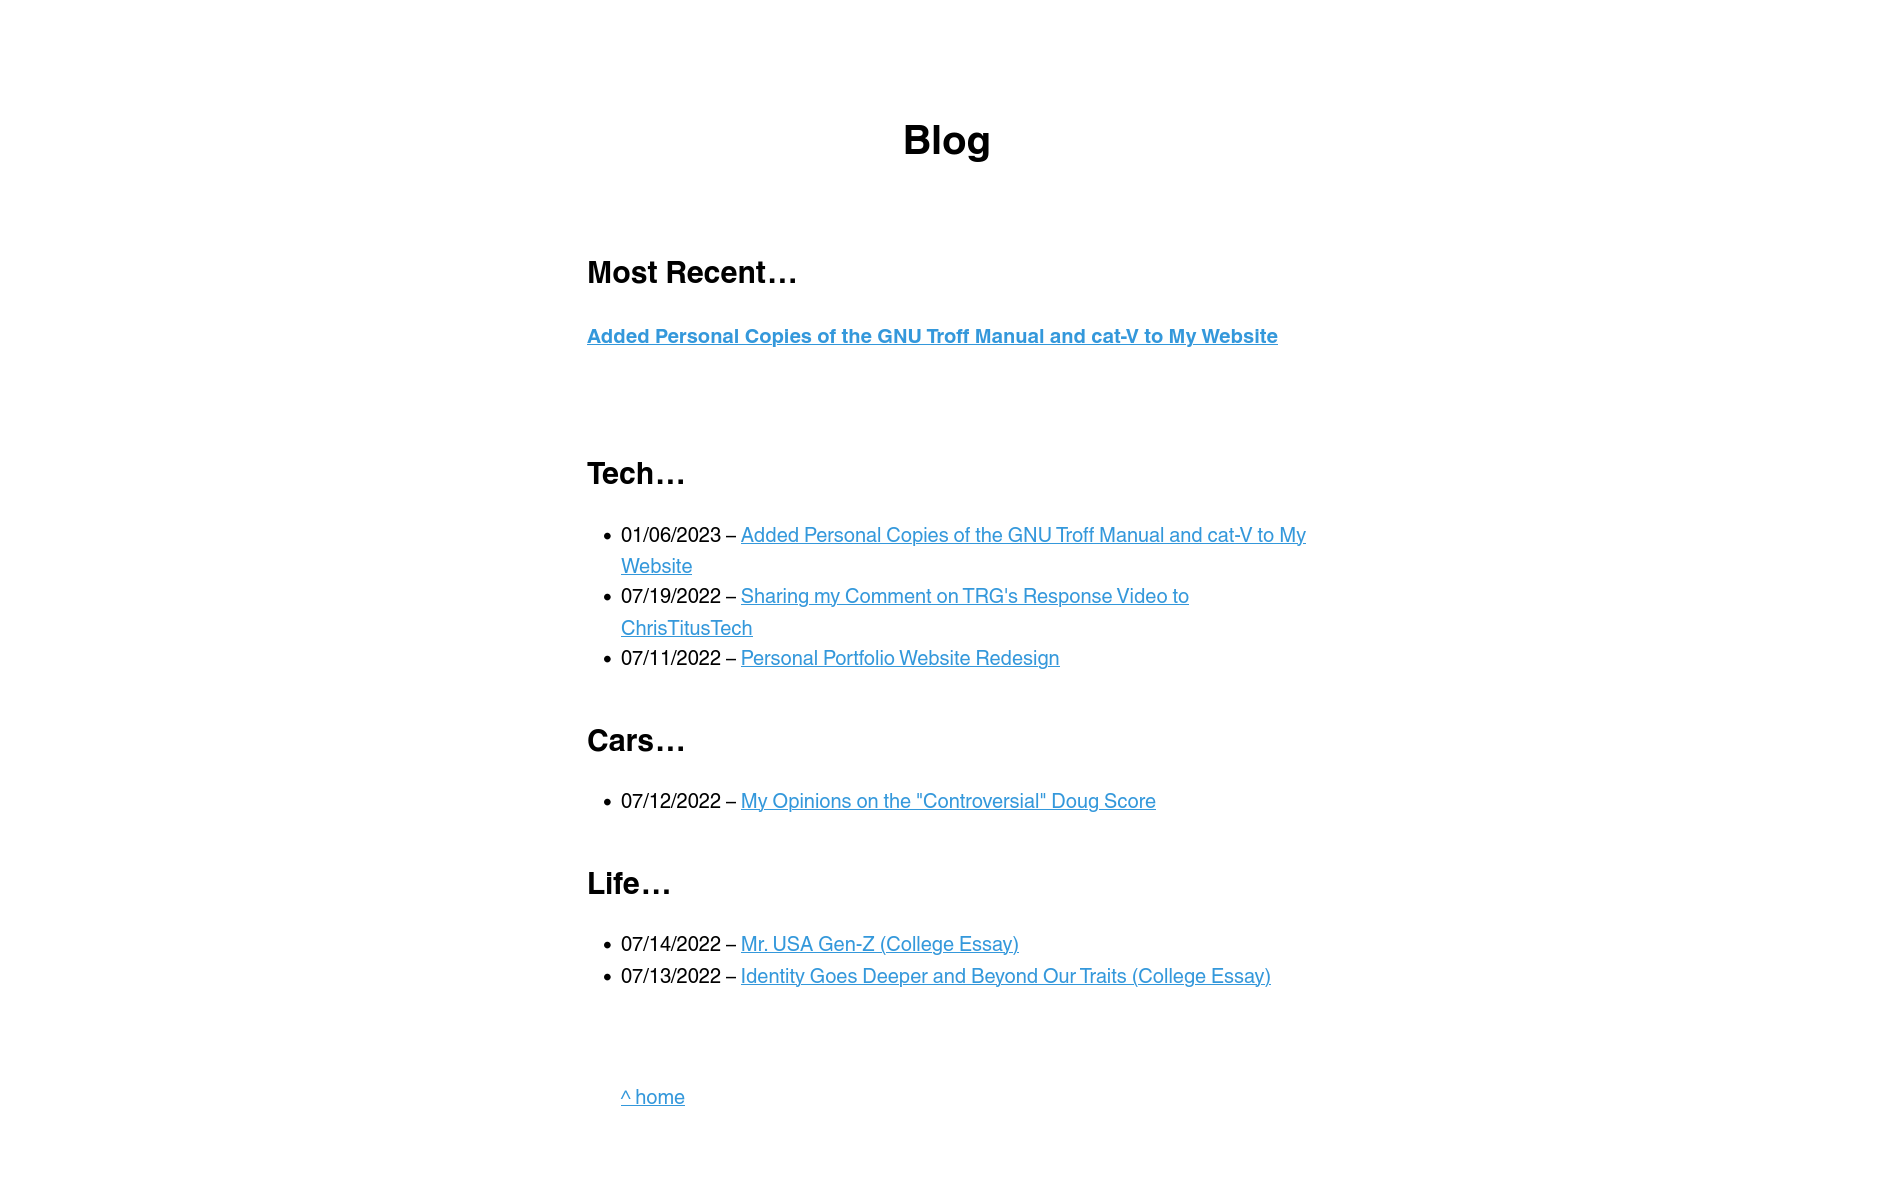 Blog
Most Recent…
Added Personal Copies of the GNU Troff Manual and cat-V to My Website
Tech…
• 01/06/2023 – Added Personal Copies of the GNU Troff Manual and cat-V to My
Website
• 07/19/2022 – Sharing my Comment on TRG's Response Video to
ChrisTitusTech
• 07/11/2022 – Personal Portfolio Website Redesign
Cars…
• 07/12/2022 – My Opinions on the "Controversial" Doug Score
Life…
• 07/14/2022 – Mr. USA Gen-Z (College Essay)
• 07/13/2022 – Identity Goes Deeper and Beyond Our Traits (College Essay)
^ home